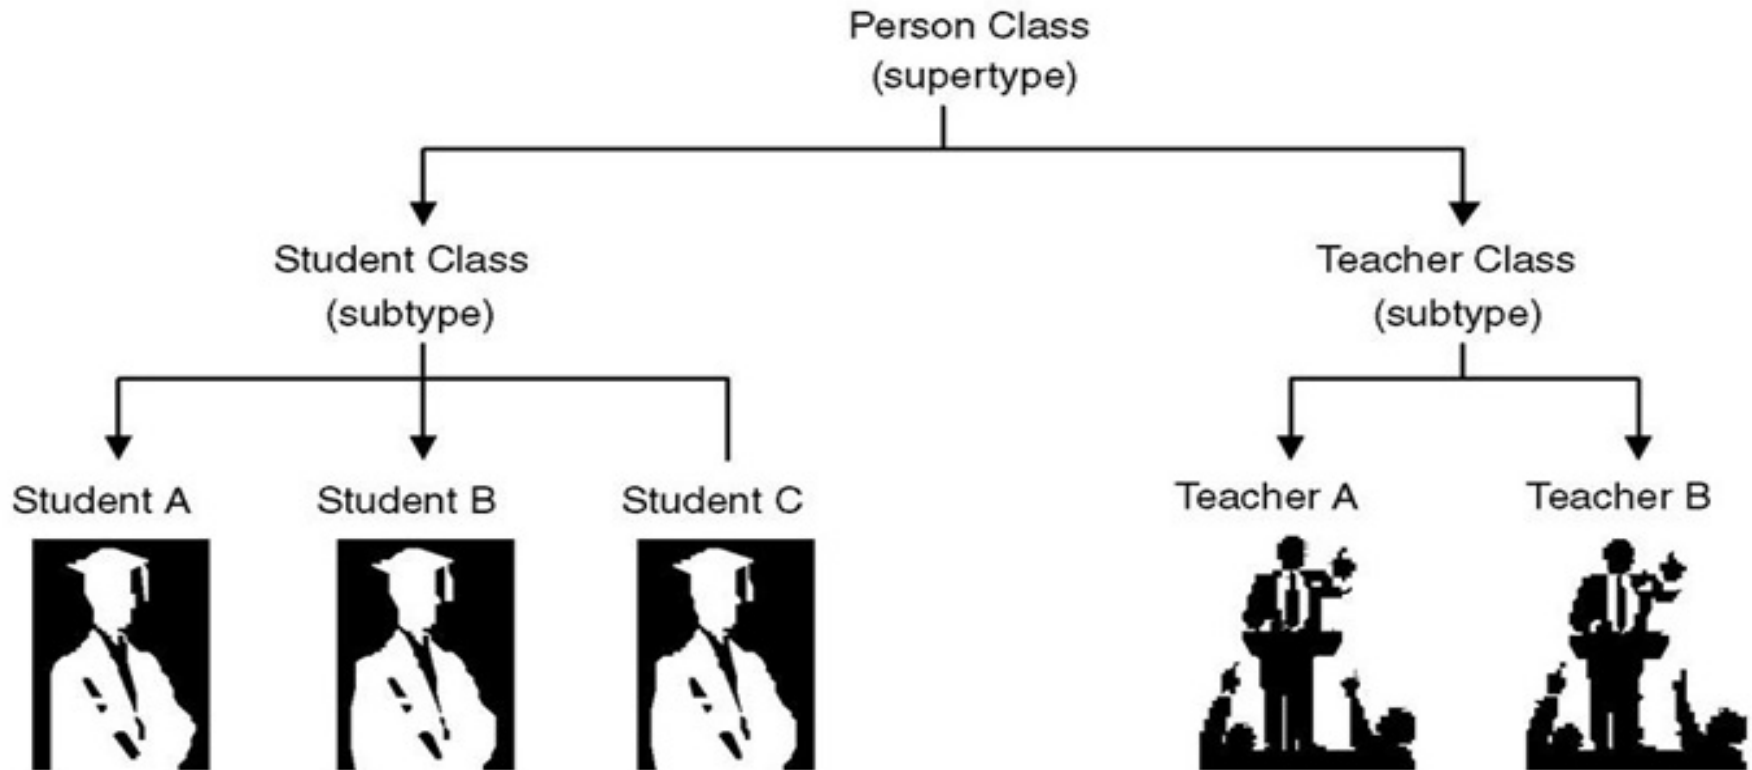 Person Class
(supertype)
Student Class
(subtype)
Teacher Class
(subtype)
Student A
Student B
Student C
Teacher A
Teacher B